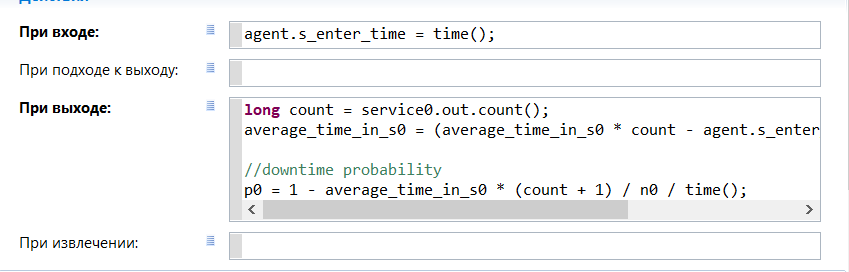 При входе:
agent.s_enter_time = time();
При подходе к выходу:
При выходе:
long count = service0.out.count();
average_time_in_s0 = (average_time_in_s0 * count - agent.s_enter
//downtime probability
p0 = 1 - average_time_in_s0 * (count + 1) / n0 / time();
При извлечении: